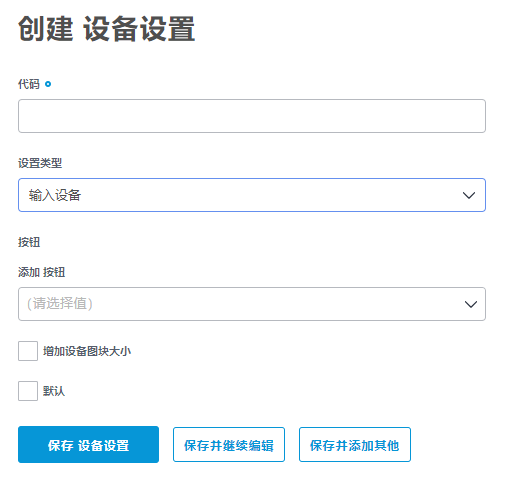 创建 设备设置
代码
设置类型
输入设备
按钮
添加 按钮
(请选择值)
增加设备图块大小
默认
保存 设备设置
保存并继续编辑
保存并添加其他